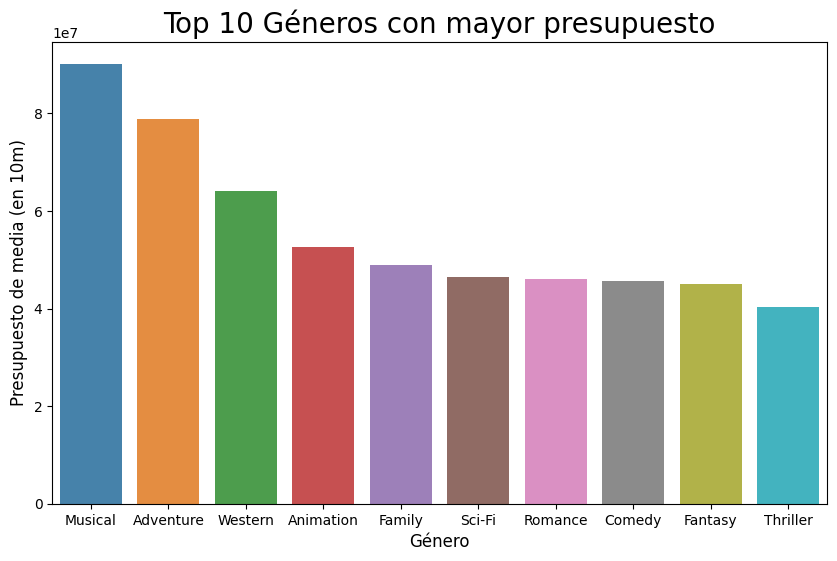 Top 10 Géneros con mayor presupuesto
1e7
8
6
4
2
0
Presupuesto de media (en 10m)
Musical Adventure Western Animation Family Sci-Fi Romance Comedy Fantasy Thriller
Género